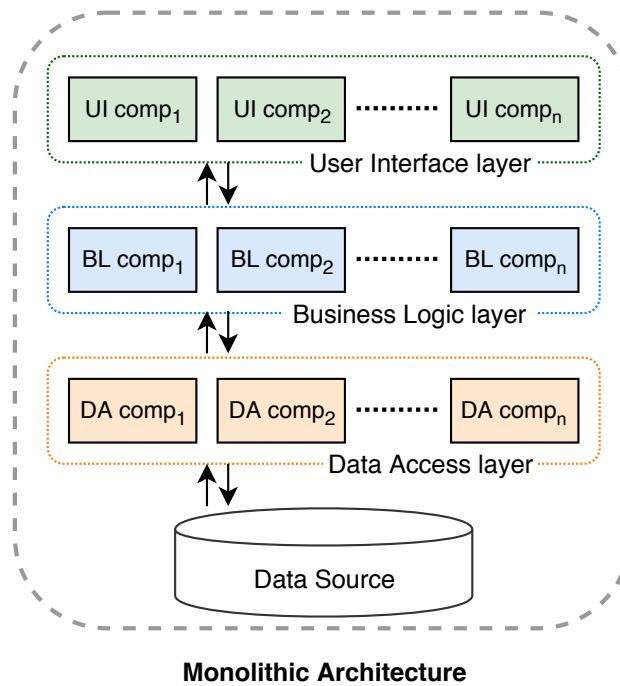 UI comp₁ UI comp₂ UI compₙ
User Interface layer
BL comp₁ BL comp₂ BL compₙ
Business Logic layer
DA comp₁ DA comp₂ DA compₙ
Data Access layer
Data Source
Monolithic Architecture